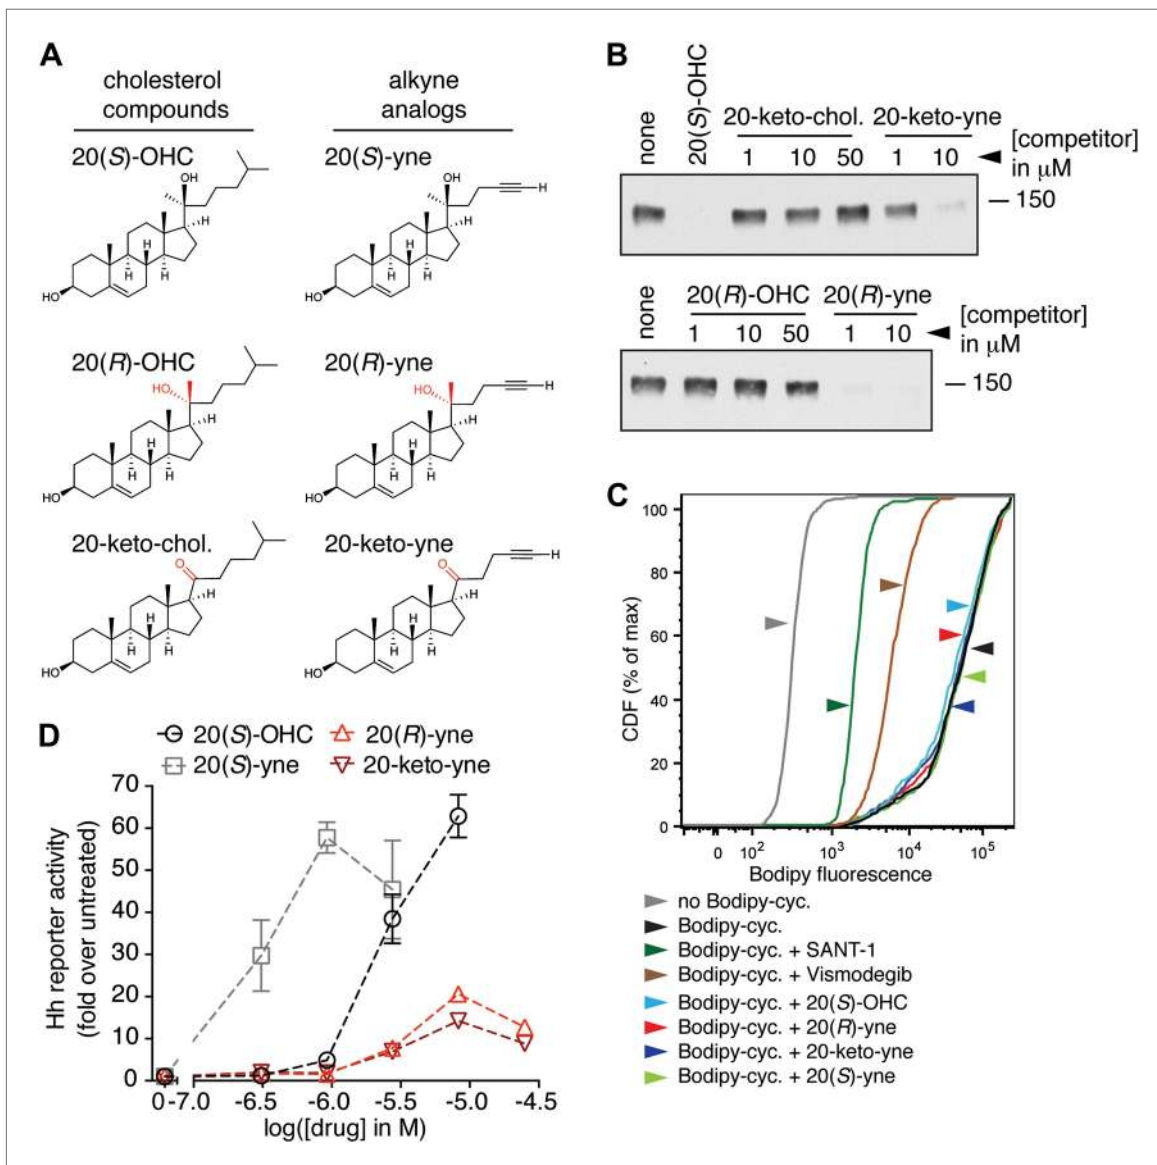 A
cholesterol compounds
alkyne analogs
20(S)-OHC
20(S)-yne
OH
OH
H
H
H
H
H
H
H
H
H
HO
HO
20(R)-OHC
20(R)-yne
HO
HO
H
H
H
H
H
H
H
H
H
HO
HO
20-keto-chol.
20-keto-yne
O
O
H
H
H
H
H
H
H
H
H
HO
HO
B
none
20(S)-OHC
20-keto-chol.
20-keto-yne
1 10 50 1 10
[competitor] in µM
150
none
20(R)-OHC
20(R)-yne
1 10 50 1 10
[competitor] in µM
150
C
CDF (% of max)
100
80
60
40
20
0
0 10² 10³ 10⁴ 10⁵
Bodipy fluorescence
no Bodipy-cyc.
Bodipy-cyc.
Bodipy-cyc. + SANT-1
Bodipy-cyc. + Vismodegib
Bodipy-cyc. + 20(S)-OHC
Bodipy-cyc. + 20(R)-yne
Bodipy-cyc. + 20-keto-yne
Bodipy-cyc. + 20(S)-yne
D
20(S)-OHC
20(R)-yne
20(S)-yne
20-keto-yne
Hh reporter activity
(fold over untreated)
70
60
50
40
30
20
10
0
0 -7.0 -6.5 -6.0 -5.5 -5.0 -4.5
log([drug] in M)